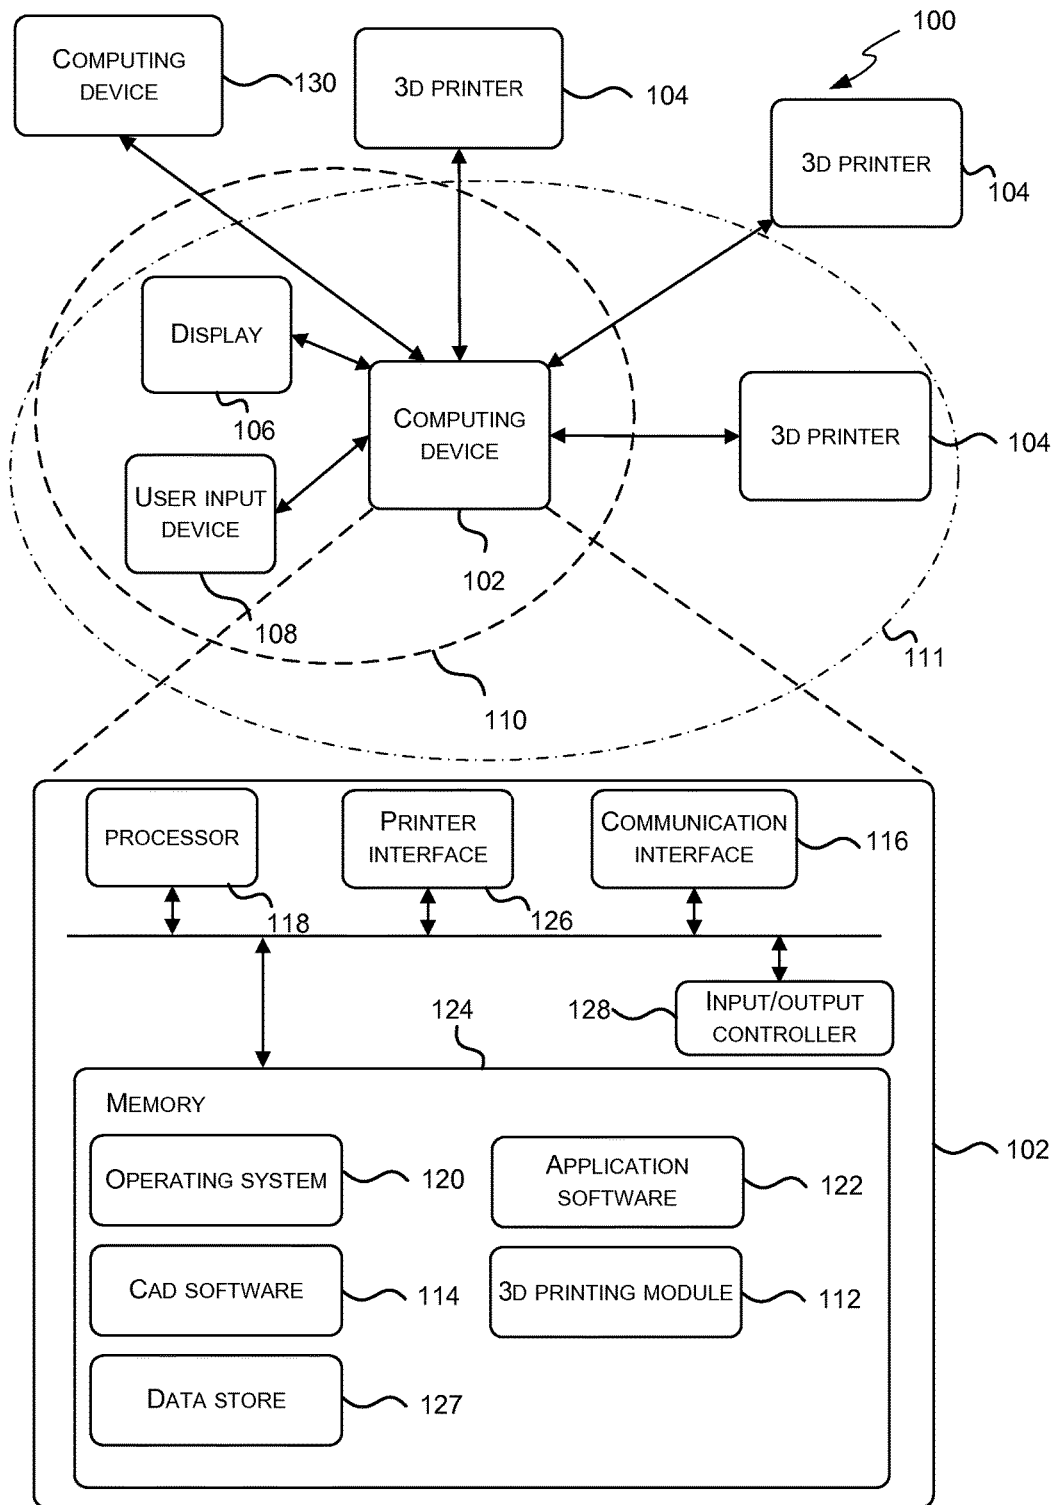 100
COMPUTING
DEVICE
130
3D PRINTER
104
3D PRINTER
104
DISPLAY
106
COMPUTING
DEVICE
102
3D PRINTER
104
USER INPUT
DEVICE
108
110
111
PROCESSOR
118
PRINTER
INTERFACE
126
COMMUNICATION
INTERFACE
116
124
128
INPUT/OUTPUT
CONTROLLER
MEMORY
OPERATING SYSTEM
120
APPLICATION
SOFTWARE
122
102
CAD SOFTWARE
114
3D PRINTING MODULE
112
DATA STORE
127